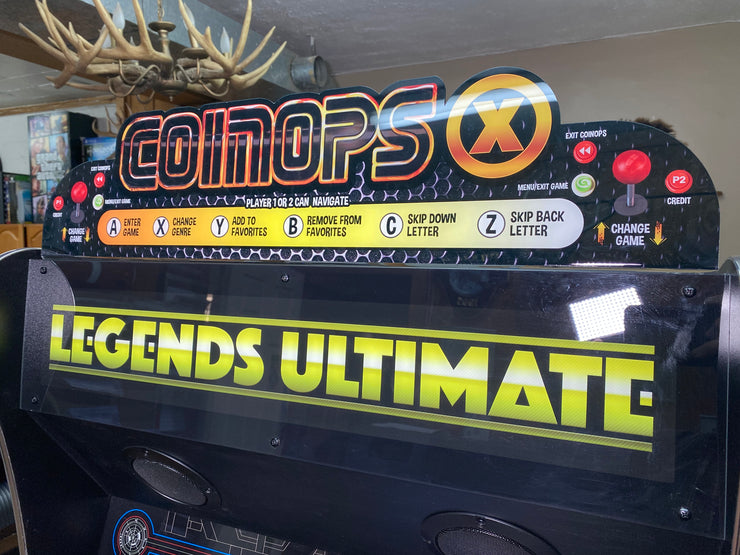 COINOPS X
PLAYER 1 OR 2 CAN NAVIGATE
A ENTER GAME
X CHANGE GENRE
Y ADD TO FAVORITES
B REMOVE FROM FAVORITES
C SKIP DOWN LETTER
Z SKIP BACK LETTER
EXIT COINOPS
P1
CREDIT
MENU/EXIT GAME
CHANGE GAME
EXIT COINOPS
MENU/EXIT GAME
P2
CREDIT
CHANGE GAME
LEGENDS ULTIMATE